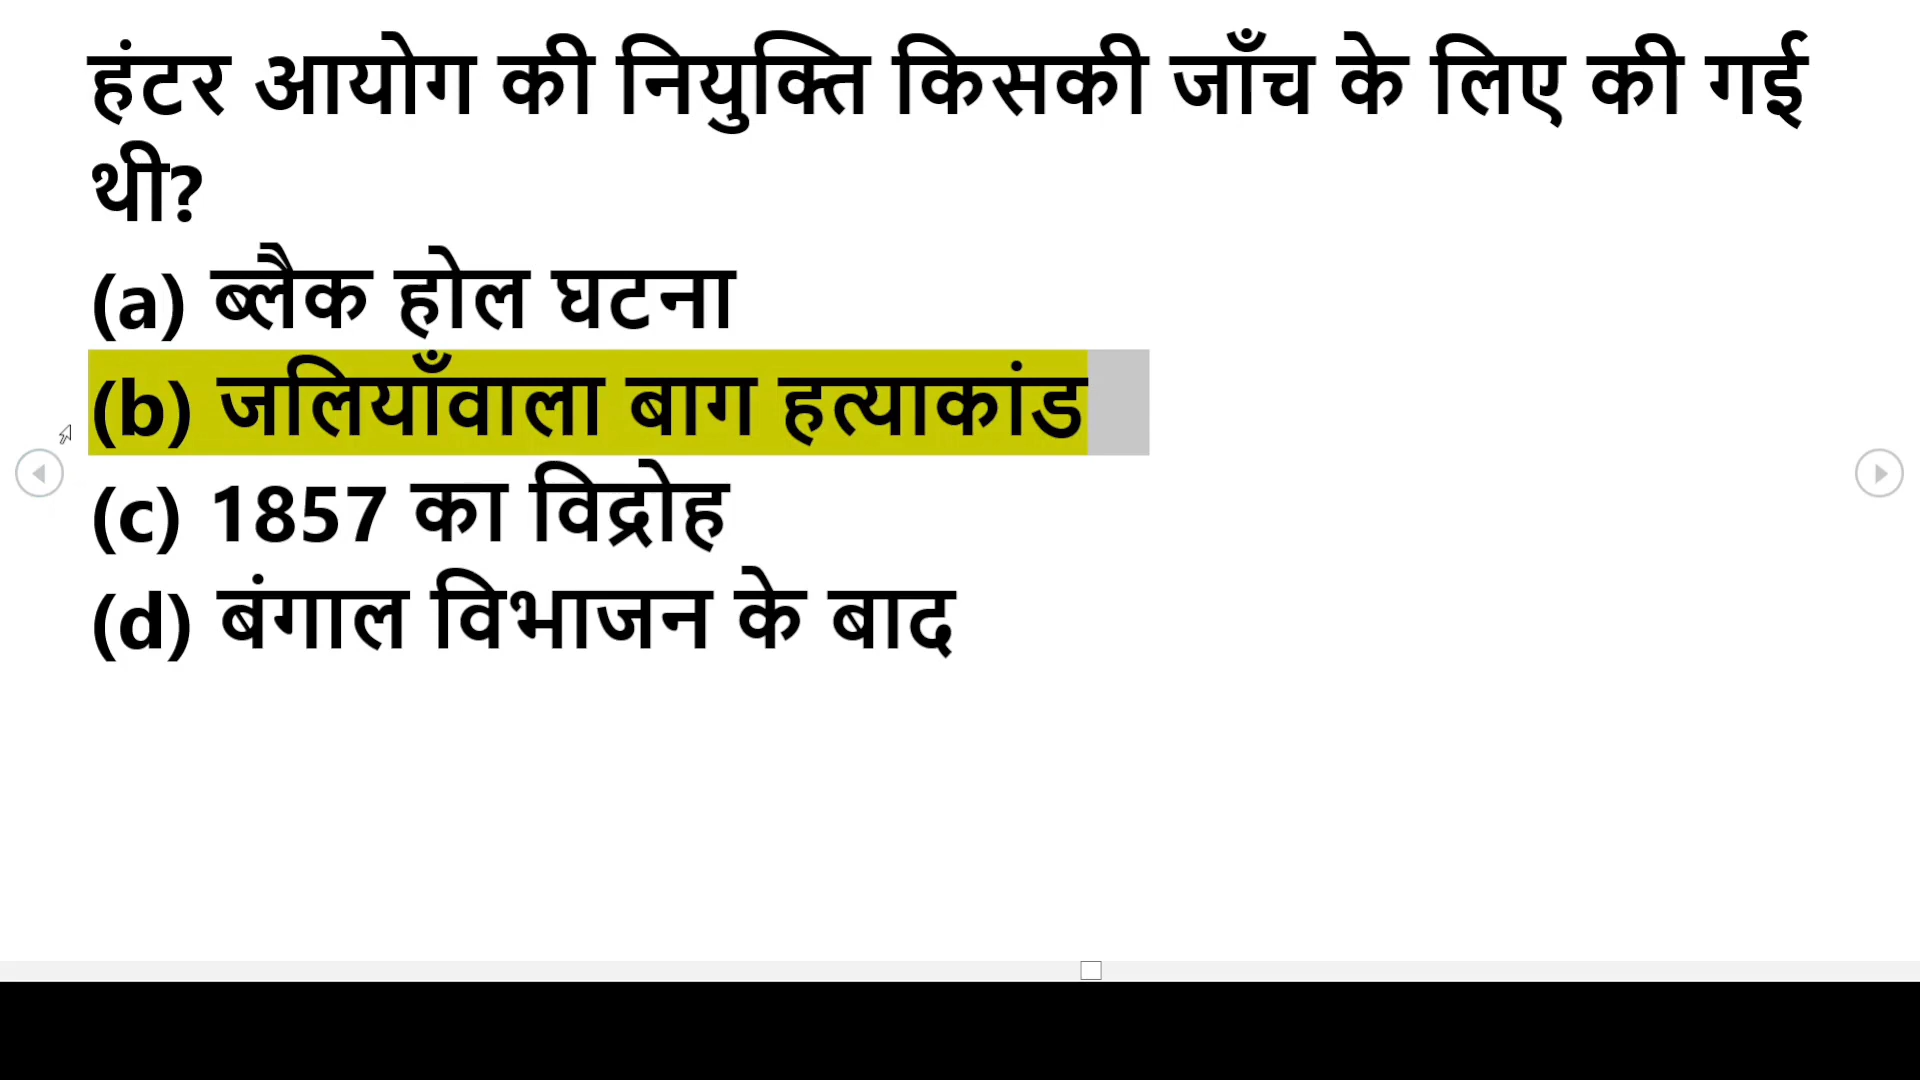 हंटर आयोग की नियुक्ति किसकी जाँच के लिए की गई
थी?
(a) ब्लैक होल घटना
(b) जलियाँवाला बाग हत्याकांड
(c) 1857 का विद्रोह
(d) बंगाल विभाजन के बाद